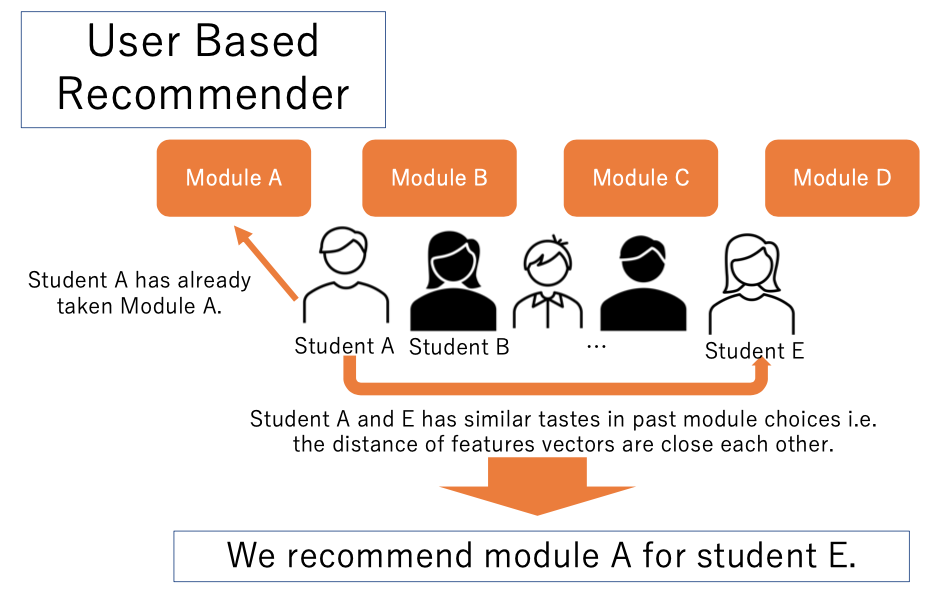 User Based
Recommender
Module A
Module B
Module C
Module D
Student A has already
taken Module A.
Student A
Student B
...
Student E
Student A and E has similar tastes in past module choices i.e.
the distance of features vectors are close each other.
We recommend module A for student E.